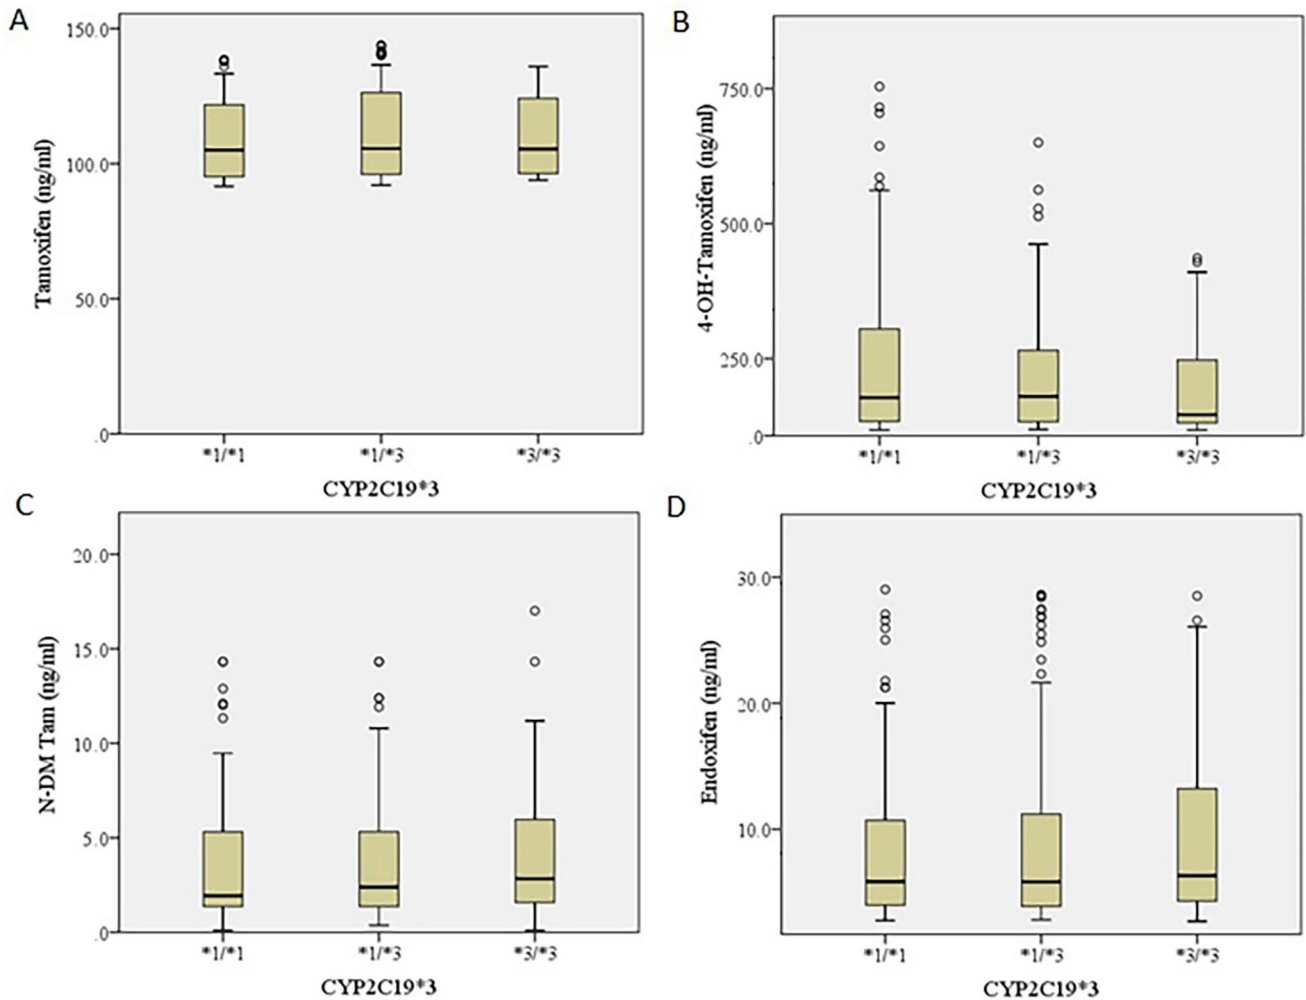 A
150.0
100.0
50.0
.0
Tamoxifen (ng/ml)
*1/*1 *1/*3 *3/*3
CYP2C19*3
B
750.0
500.0
250.0
.0
4-OH-Tamoxifen (ng/ml)
*1/*1 *1/*3 *3/*3
CYP2C19*3
C
20.0
15.0
10.0
5.0
.0
N-DM Tam (ng/ml)
*1/*1 *1/*3 *3/*3
CYP2C19*3
D
30.0
20.0
10.0
Endoxifen (ng/ml)
*1/*1 *1/*3 *3/*3
CYP2C19*3